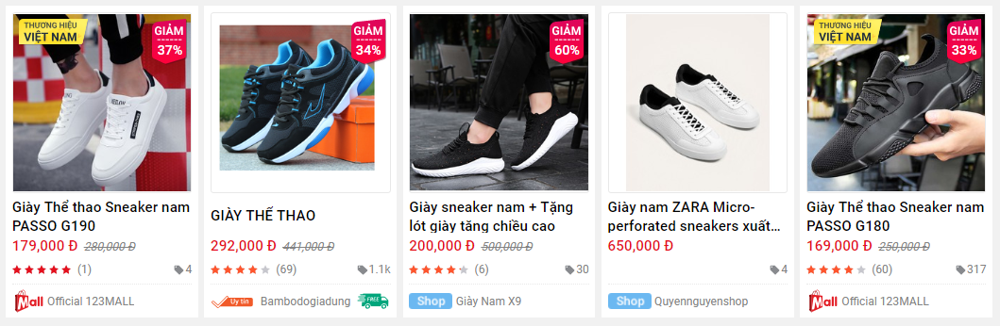 THƯƠNG HIỆU
VIỆT NAM
GIẢM
37%
Giày Thể thao Sneaker nam
PASSO G190
179,000 Đ 280,000 Đ
(1) 4
Mall Official 123MALL
GIẢM
34%
GIÀY THỂ THAO
292,000 Đ 441,000 Đ
(69) 1.1k
Uy tín Bambodogiadung FREE
GIẢM
60%
Giày sneaker nam + Tặng
lót giày tăng chiều cao
200,000 Đ 500,000 Đ
(6) 30
Shop Giày Nam X9
Giày nam ZARA Micro-
perforated sneakers xuất...
650,000 Đ
4
Shop Quyennguyenshop
THƯƠNG HIỆU
VIỆT NAM
GIẢM
33%
Giày Thể thao Sneaker nam
PASSO G180
169,000 Đ 250,000 Đ
(60) 317
Mall Official 123MALL